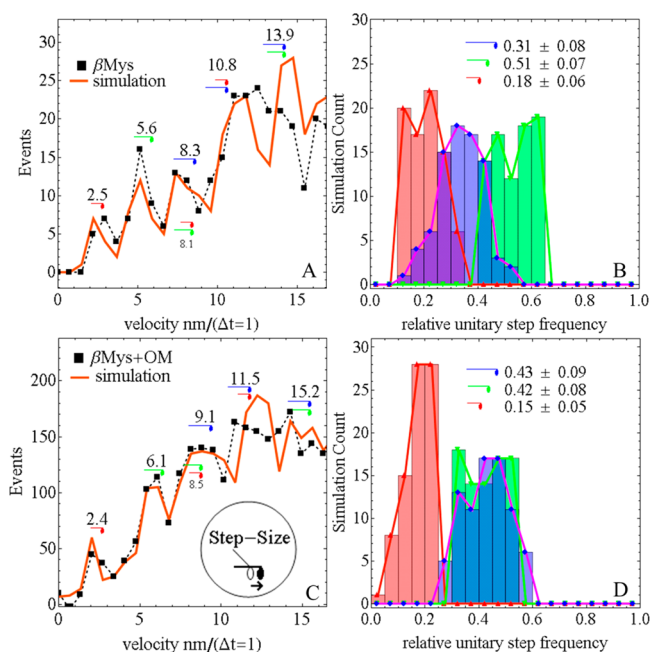 30
25
20
15
10
5
0
Events
βMys
simulation
2.5
5.6
8.3
8.1
10.8
13.9
A
0
5
10
15
velocity nm/(Δt=1)
30
25
20
15
10
5
0
Simulation Count
0.31 ± 0.08
0.51 ± 0.07
0.18 ± 0.06
B
0.0
0.2
0.4
0.6
0.8
1.0
relative unitary step frequency
200
150
100
50
0
Events
βMys+OM
simulation
2.4
6.1
9.1
8.5
11.5
15.2
Step-Size
C
0
5
10
15
velocity nm/(Δt=1)
30
25
20
15
10
5
0
Simulation Count
0.43 ± 0.09
0.42 ± 0.08
0.15 ± 0.05
D
0.0
0.2
0.4
0.6
0.8
1.0
relative unitary step frequency